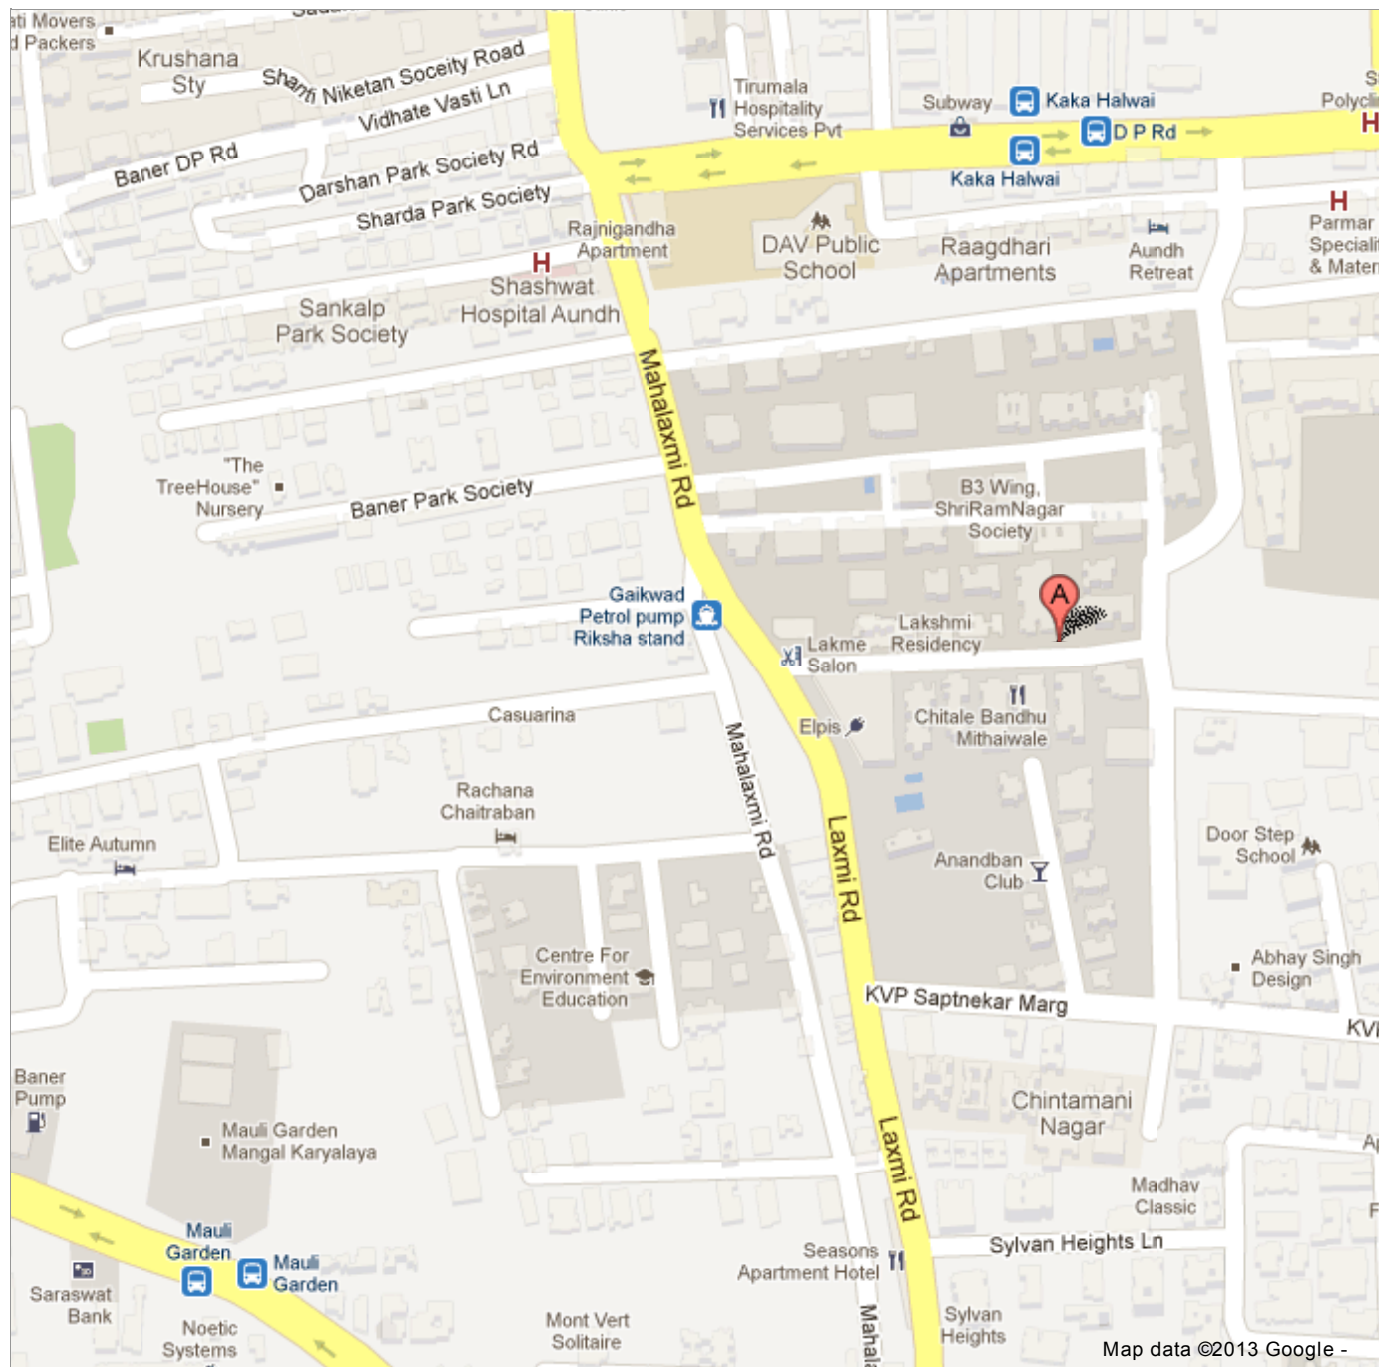 ati Movers
d Packers
Krushana
Sty
Shanti Niketan Soceity Road
Vidhate Vasti Ln
Baner DP Rd
Darshan Park Society Rd
Sharda Park Society
Tirumala
Hospitality
Services Pvt
Subway
Kaka Halwai
D P Rd
Kaka Halwai
Polycli
H
H
Parmar
Speciali
& Mater
Rajnigandha
Apartment
DAV Public
School
Raagdhari
Apartments
Aundh
Retreat
H
Shashwat
Hospital Aundh
Sankalp
Park Society
Mahalaxmi Rd
"The
TreeHouse"
Nursery
Baner Park Society
B3 Wing,
ShriRamNagar
Society
A
Gaikwad
Petrol pump
Riksha stand
Lakshmi
Residency
Lakme
Salon
Casuarina
Elpis
Chitale Bandhu
Mithaiwale
Mahalaxmi Rd
Rachana
Chaitraban
Elite Autumn
Laxmi Rd
Door Step
School
Anandban
Club
Centre For
Environment
Education
Abhay Singh
Design
KVP Saptnekar Marg
KV
Baner
Pump
Mauli Garden
Mangal Karyalaya
Chintamani
Nagar
Laxmi Rd
Madhav
Classic
Mauli
Garden
Mauli
Garden
Sylvan Heights Ln
Seasons
Apartment Hotel
Saraswat
Bank
Noetic
Systems
Mont Vert
Solitaire
Mahala
Sylvan
Heights
Map data ©2013 Google -